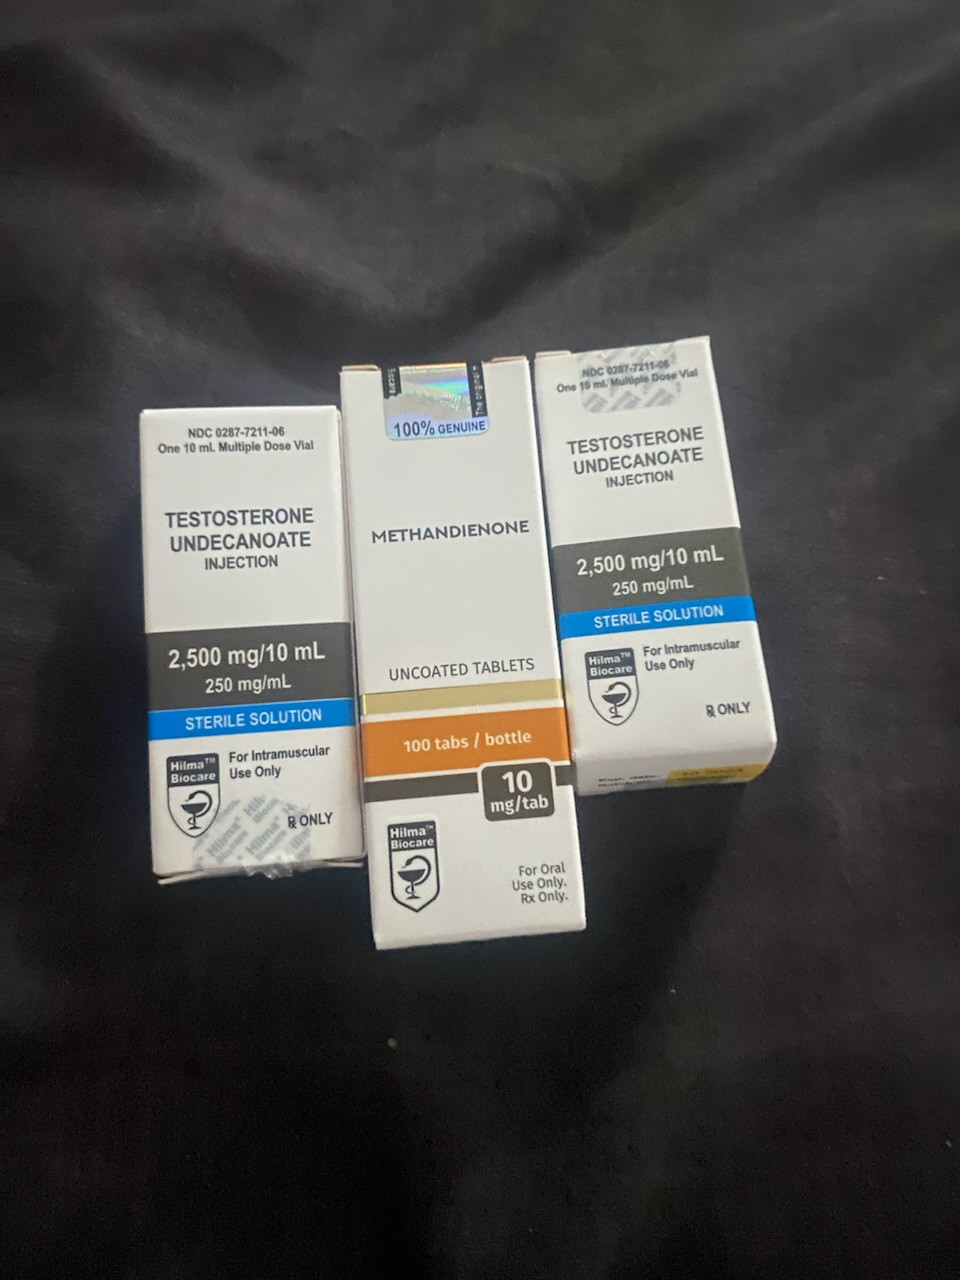 NDC 0287-7211-06
One 10 ml. Multiple Dose Vial
TESTOSTERONE
UNDECANOATE
INJECTION
2,500 mg/10 mL
250 mg/mL
STERILE SOLUTION
Hilma™
Biocare
For Intramuscular
Use Only
℞ ONLY
Hilma™
100% GENUINE
METHANDIENONE
UNCOATED TABLETS
100 tabs / bottle
10
mg/tab
Hilma™
Biocare
For Oral
Use Only.
Rx Only.
NDC 0287-7211-06
One 10 ml. Multiple Dose Vial
TESTOSTERONE
UNDECANOATE
INJECTION
2,500 mg/10 mL
250 mg/mL
STERILE SOLUTION
Hilma™
Biocare
For Intramuscular
Use Only
℞ ONLY